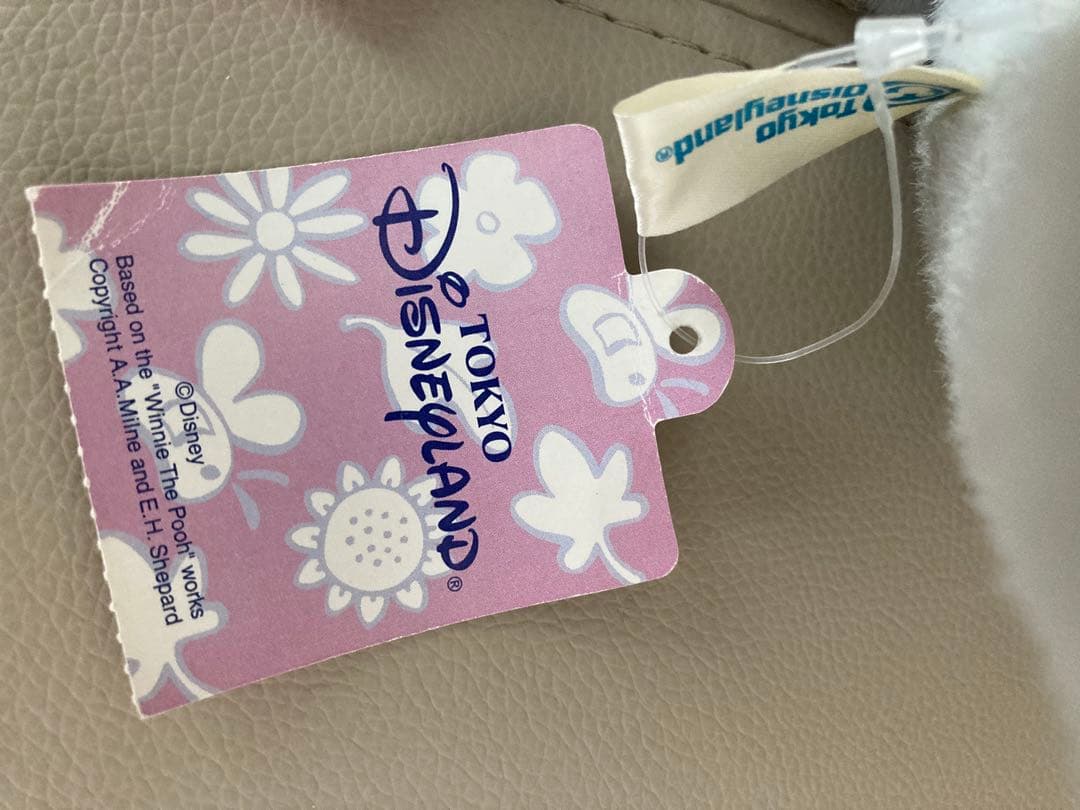 TOKYO
DISNEYLAND®
©Disney
Based on the "Winnie The Pooh" works
Copyright A.A.Milne and E.H. Shepard
Tokyo
Disneyland®